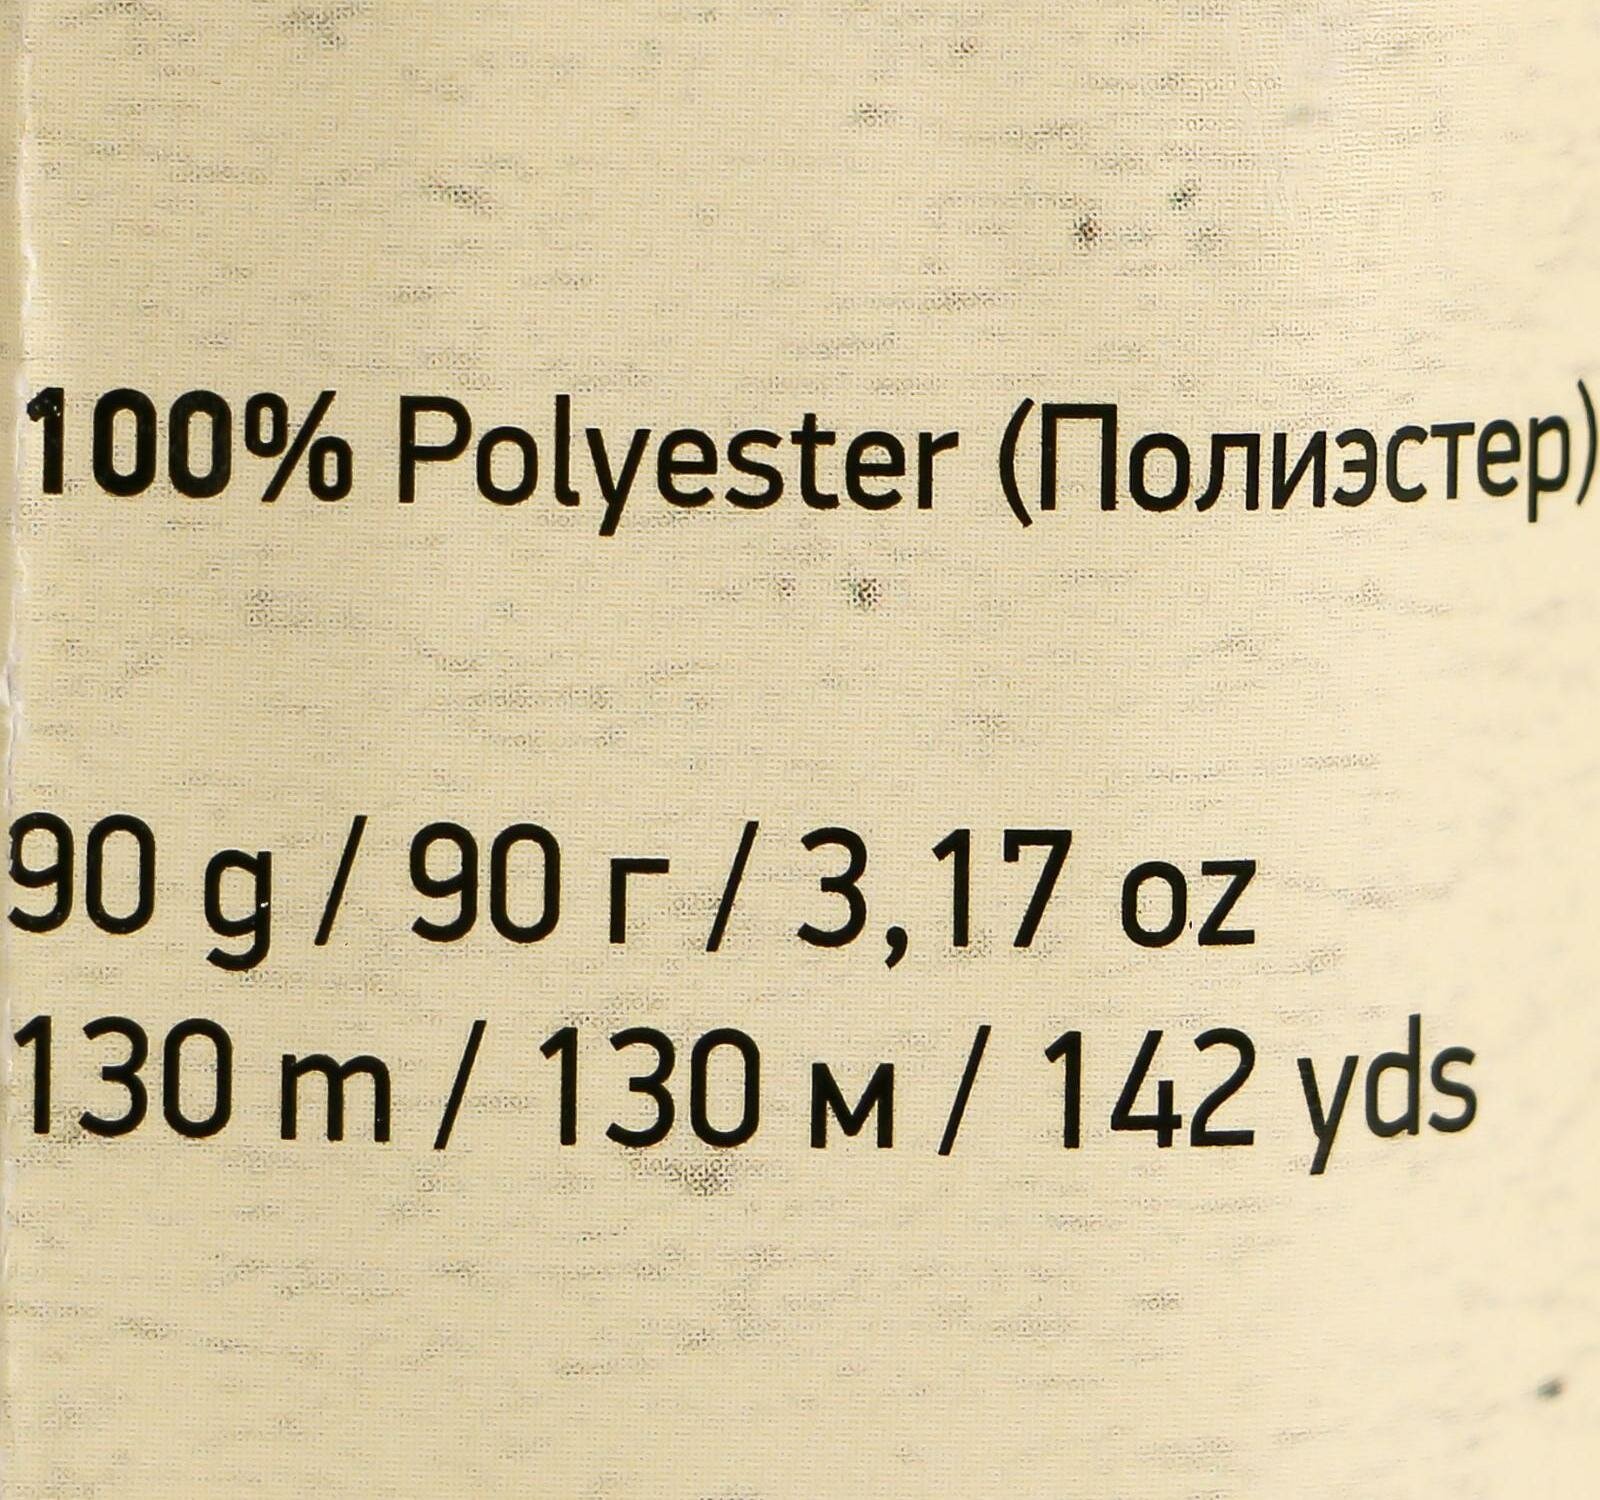 100% Polyester (Полиэстер)
90 g / 90 г / 3,17 oz
130 m / 130 м / 142 yds